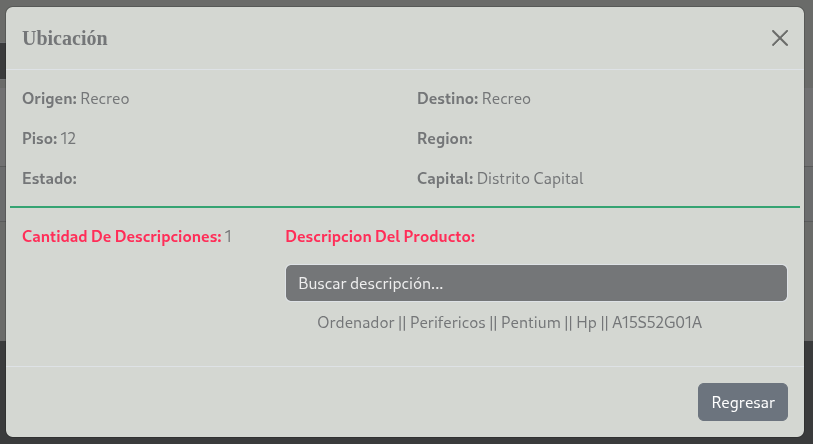 Ubicación
Origen: Recreo
Destino: Recreo
Piso: 12
Region:
Estado:
Capital: Distrito Capital
Cantidad De Descripciones: 1
Descripcion Del Producto:
Buscar descripción...
Ordenador || Perifericos || Pentium || Hp || A15S52G01A
Regresar